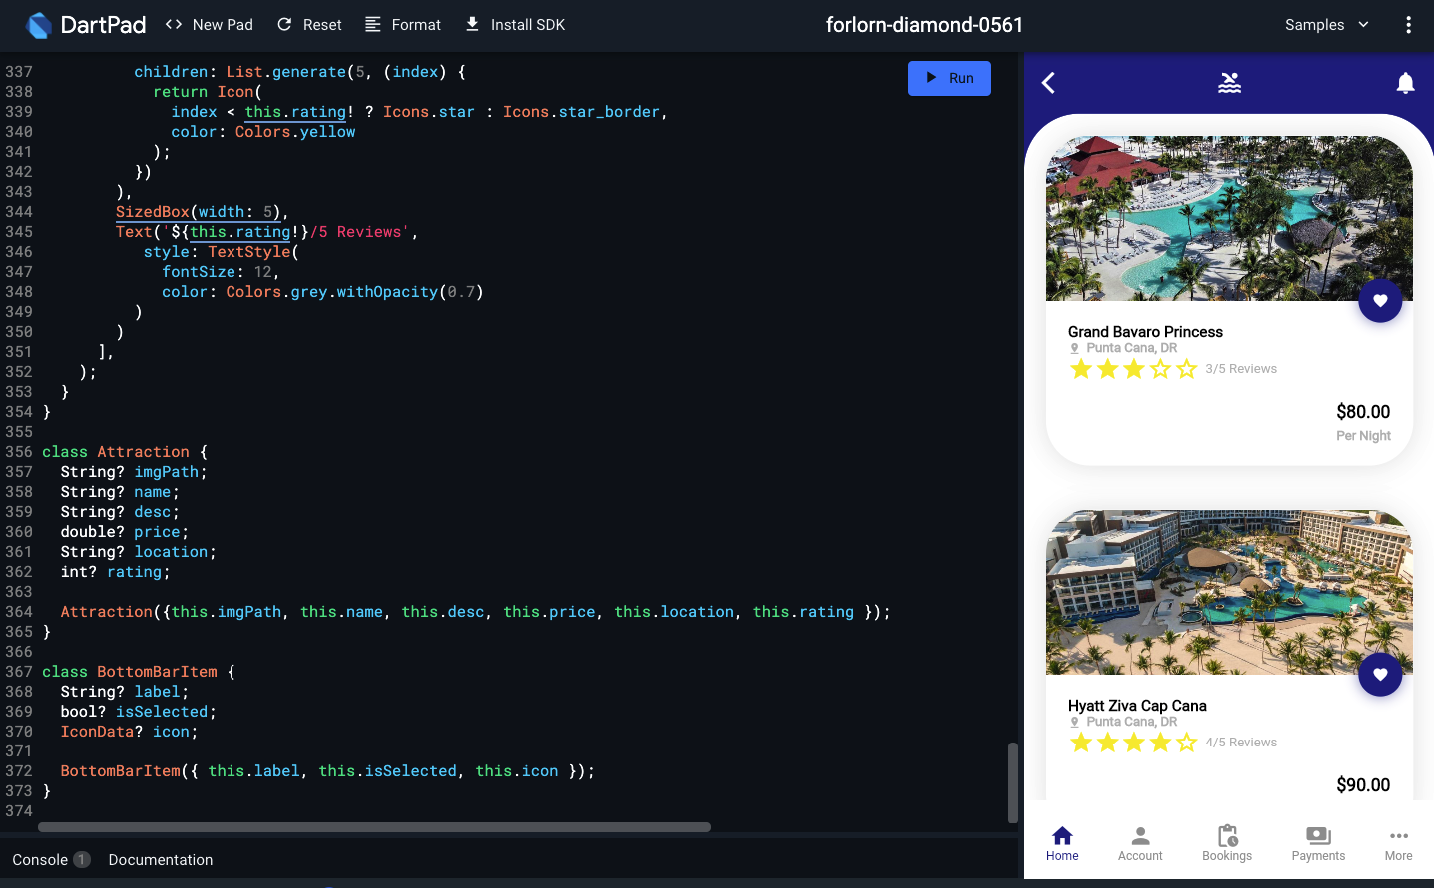 DartPad
<> New Pad
Reset
Format
Install SDK
forlorn-diamond-0561
Samples
337 children: List.generate(5, (index) {
338 return Icon(
339 index < this.rating! ? Icons.star : Icons.star_border,
340 color: Colors.yellow
341 );
342 })
343 ),
344 SizedBox(width: 5),
345 Text('${this.rating!}/5 Reviews',
346 style: TextStyle(
347 fontSize: 12,
348 color: Colors.grey.withOpacity(0.7)
349 )
350 )
351 ],
352 );
353 }
354 }
355
356 class Attraction {
357 String? imgPath;
358 String? name;
359 String? desc;
360 double? price;
361 String? location;
362 int? rating;
363
364 Attraction({this.imgPath, this.name, this.desc, this.price, this.location, this.rating });
365 }
366
367 class BottomBarItem {
368 String? label;
369 bool? isSelected;
370 IconData? icon;
371
372 BottomBarItem({ this.label, this.isSelected, this.icon });
373 }
374
Run
Console 1
Documentation
Grand Bavaro Princess
Punta Cana, DR
3/5 Reviews
$80.00
Per Night
Hyatt Ziva Cap Cana
Punta Cana, DR
4/5 Reviews
$90.00
Home
Account
Bookings
Payments
More